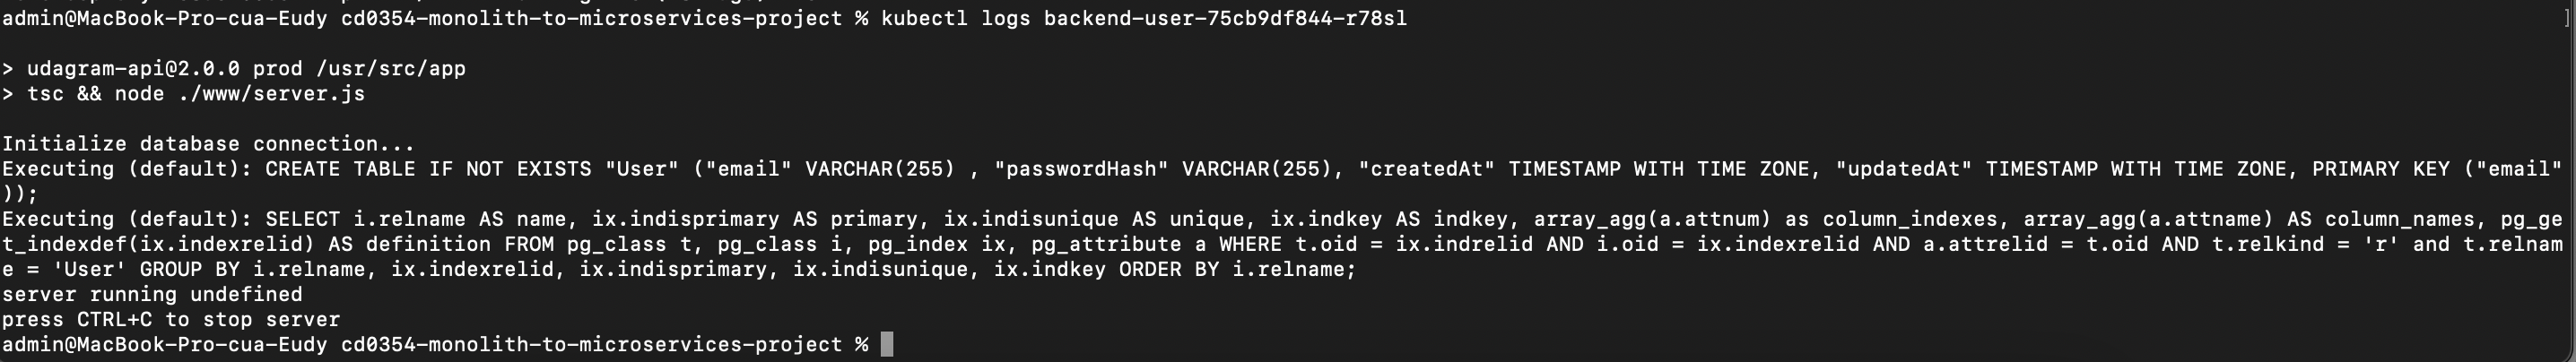 admin@MacBook-Pro-cua-Eudy cd0354-monolith-to-microservices-project % kubectl logs backend-user-75cb9df844-r78sl ]
> udagram-api@2.0.0 prod /usr/src/app
> tsc && node ./www/server.js
Initialize database connection...
Executing (default): CREATE TABLE IF NOT EXISTS "User" ("email" VARCHAR(255) , "passwordHash" VARCHAR(255), "createdAt" TIMESTAMP WITH TIME ZONE, "updatedAt" TIMESTAMP WITH TIME ZONE, PRIMARY KEY ("email"
));
Executing (default): SELECT i.relname AS name, ix.indisprimary AS primary, ix.indisunique AS unique, ix.indkey AS indkey, array_agg(a.attnum) as column_indexes, array_agg(a.attname) AS column_names, pg_ge
t_indexdef(ix.indexrelid) AS definition FROM pg_class t, pg_class i, pg_index ix, pg_attribute a WHERE t.oid = ix.indrelid AND i.oid = ix.indexrelid AND a.attrelid = t.oid AND t.relkind = 'r' and t.relnam
e = 'User' GROUP BY i.relname, ix.indexrelid, ix.indisprimary, ix.indisunique, ix.indkey ORDER BY i.relname;
server running undefined
press CTRL+C to stop server
admin@MacBook-Pro-cua-Eudy cd0354-monolith-to-microservices-project %